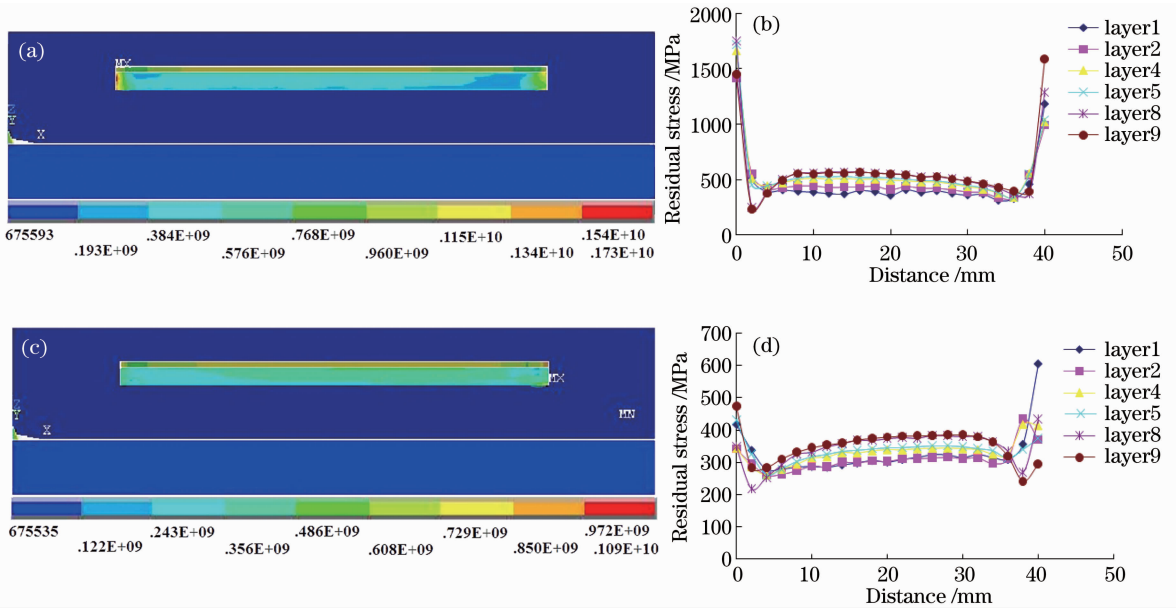 (a)
MX
Z
Y
X
675593
.193E+09
.384E+09
.576E+09
.768E+09
.960E+09
.115E+10
.134E+10
.154E+10
.173E+10
(b)
Residual stress /MPa
2000
1500
1000
500
0
0 10 20 30 40 50
Distance /mm
layer1
layer2
layer4
layer5
layer8
layer9
(c)
MX
MN
Z
Y
X
675535
.122E+09
.243E+09
.356E+09
.486E+09
.608E+09
.729E+09
.850E+09
.972E+09
.109E+10
(d)
Residual stress /MPa
700
600
500
400
300
200
100
0
0 10 20 30 40 50
Distance /mm
layer1
layer2
layer4
layer5
layer8
layer9